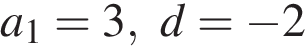 a₁ = 3, d = −2